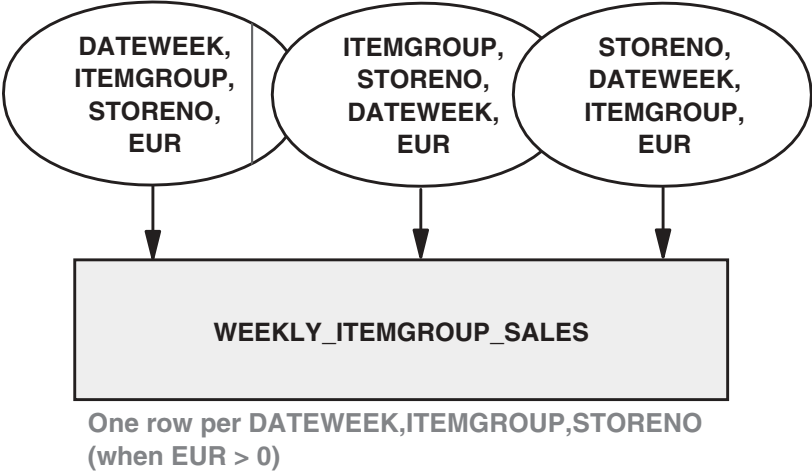 DATEWEEK,
ITEMGROUP,
STORENO,
EUR
ITEMGROUP,
STORENO,
DATEWEEK,
EUR
STORENO,
DATEWEEK,
ITEMGROUP,
EUR
WEEKLY_ITEMGROUP_SALES
One row per DATEWEEK,ITEMGROUP,STORENO
(when EUR > 0)